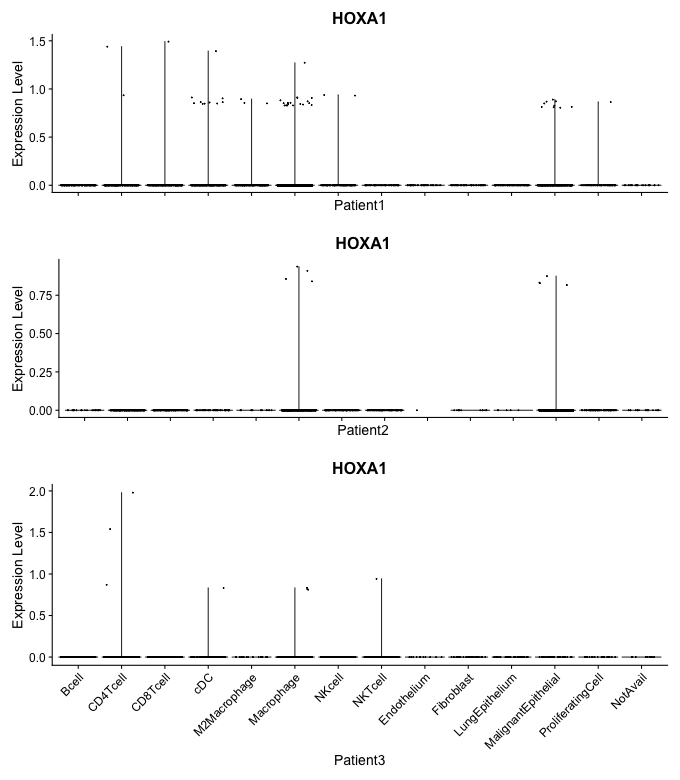 HOXA1
Expression Level
1.5
1.0
0.5
0.0
Patient1
HOXA1
Expression Level
0.75
0.50
0.25
0.00
Patient2
HOXA1
Expression Level
2.0
1.5
1.0
0.5
0.0
Bcell
CD4Tcell
CD8Tcell
cDC
M2Macrophage
Macrophage
NKcell
NKTcell
Endothelium
Fibroblast
LungEpithelium
MalignantEpithelial
ProliferatingCell
NotAvail
Patient3